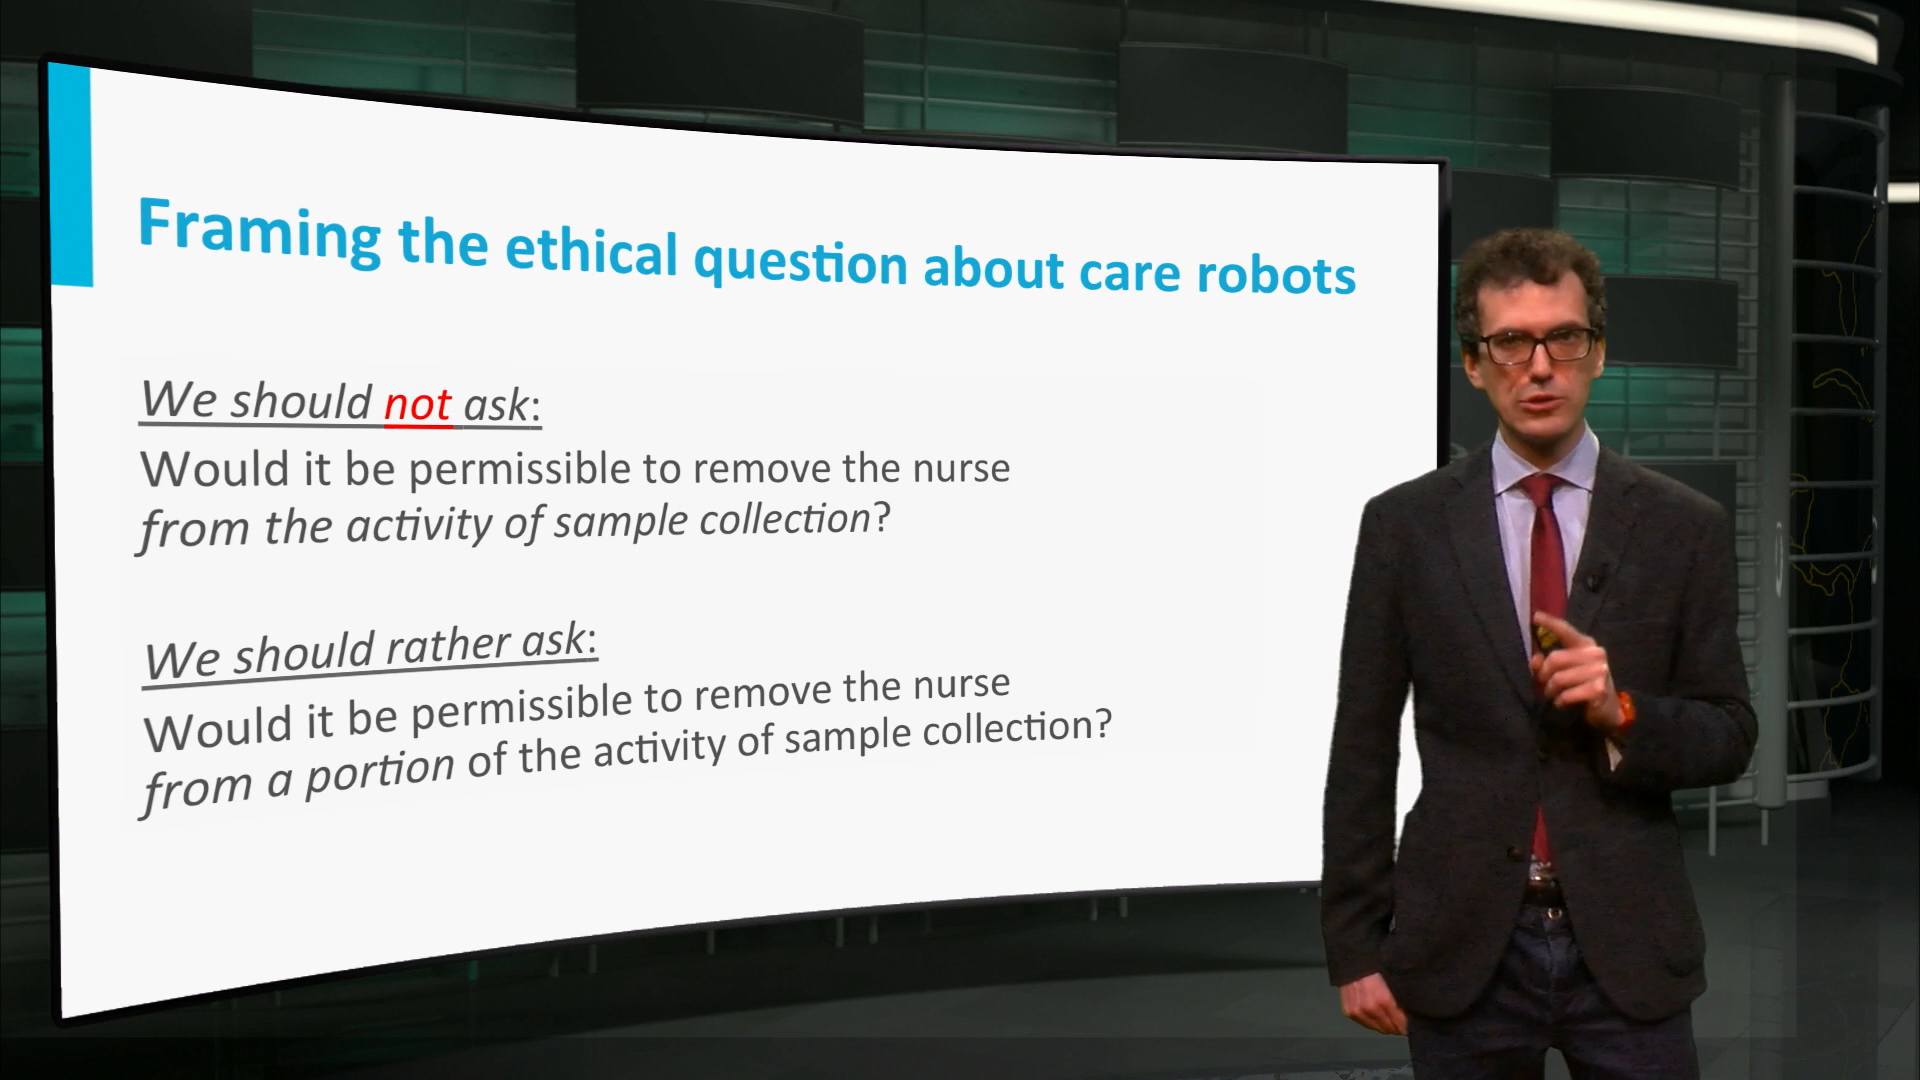 Framing the ethical question about care robots
We should not ask:
Would it be permissible to remove the nurse
from the activity of sample collection?
We should rather ask:
Would it be permissible to remove the nurse
from a portion of the activity of sample collection?